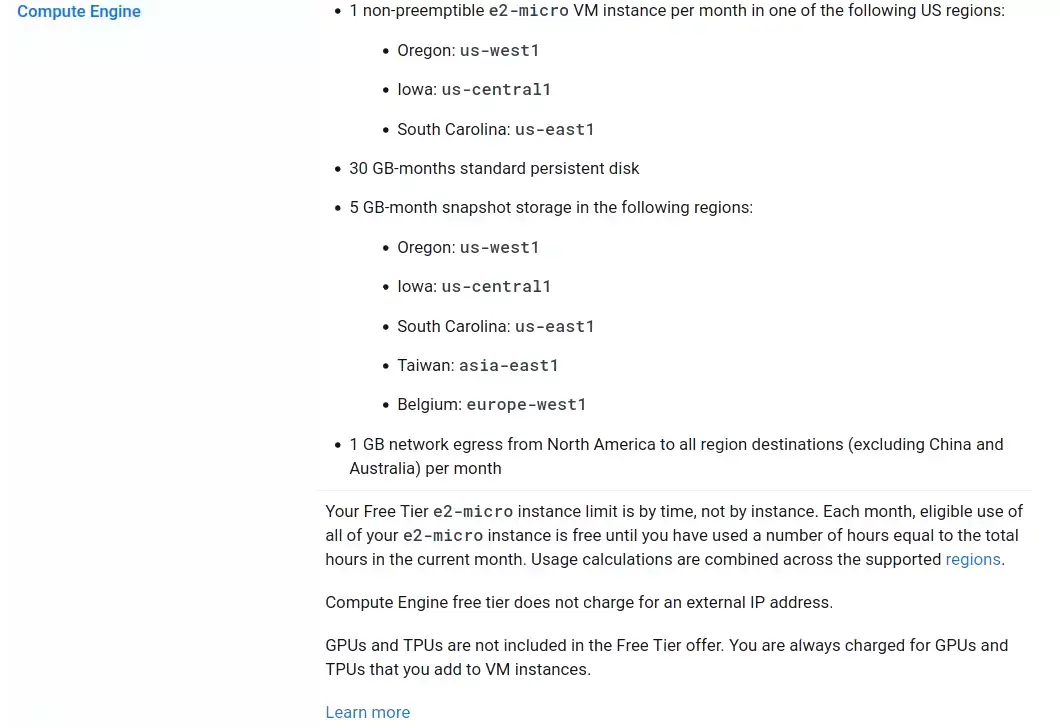 Compute Engine
• 1 non-preemptible e2-micro VM instance per month in one of the following US regions:
• Oregon: us-west1
• Iowa: us-central1
• South Carolina: us-east1
• 30 GB-months standard persistent disk
• 5 GB-month snapshot storage in the following regions:
• Oregon: us-west1
• Iowa: us-central1
• South Carolina: us-east1
• Taiwan: asia-east1
• Belgium: europe-west1
• 1 GB network egress from North America to all region destinations (excluding China and
Australia) per month
Your Free Tier e2-micro instance limit is by time, not by instance. Each month, eligible use of
all of your e2-micro instance is free until you have used a number of hours equal to the total
hours in the current month. Usage calculations are combined across the supported regions.
Compute Engine free tier does not charge for an external IP address.
GPUs and TPUs are not included in the Free Tier offer. You are always charged for GPUs and
TPUs that you add to VM instances.
Learn more